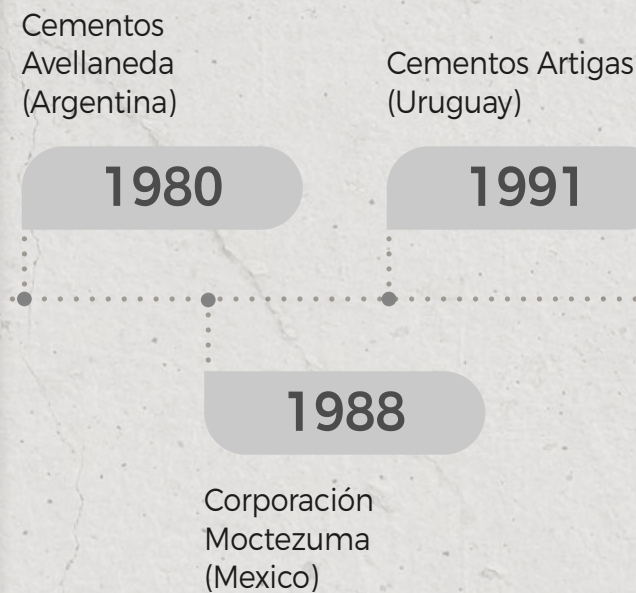 Cementos
Avellaneda
(Argentina)
1980
Cementos Artigas
(Uruguay)
1991
1988
Corporación
Moctezuma
(Mexico)